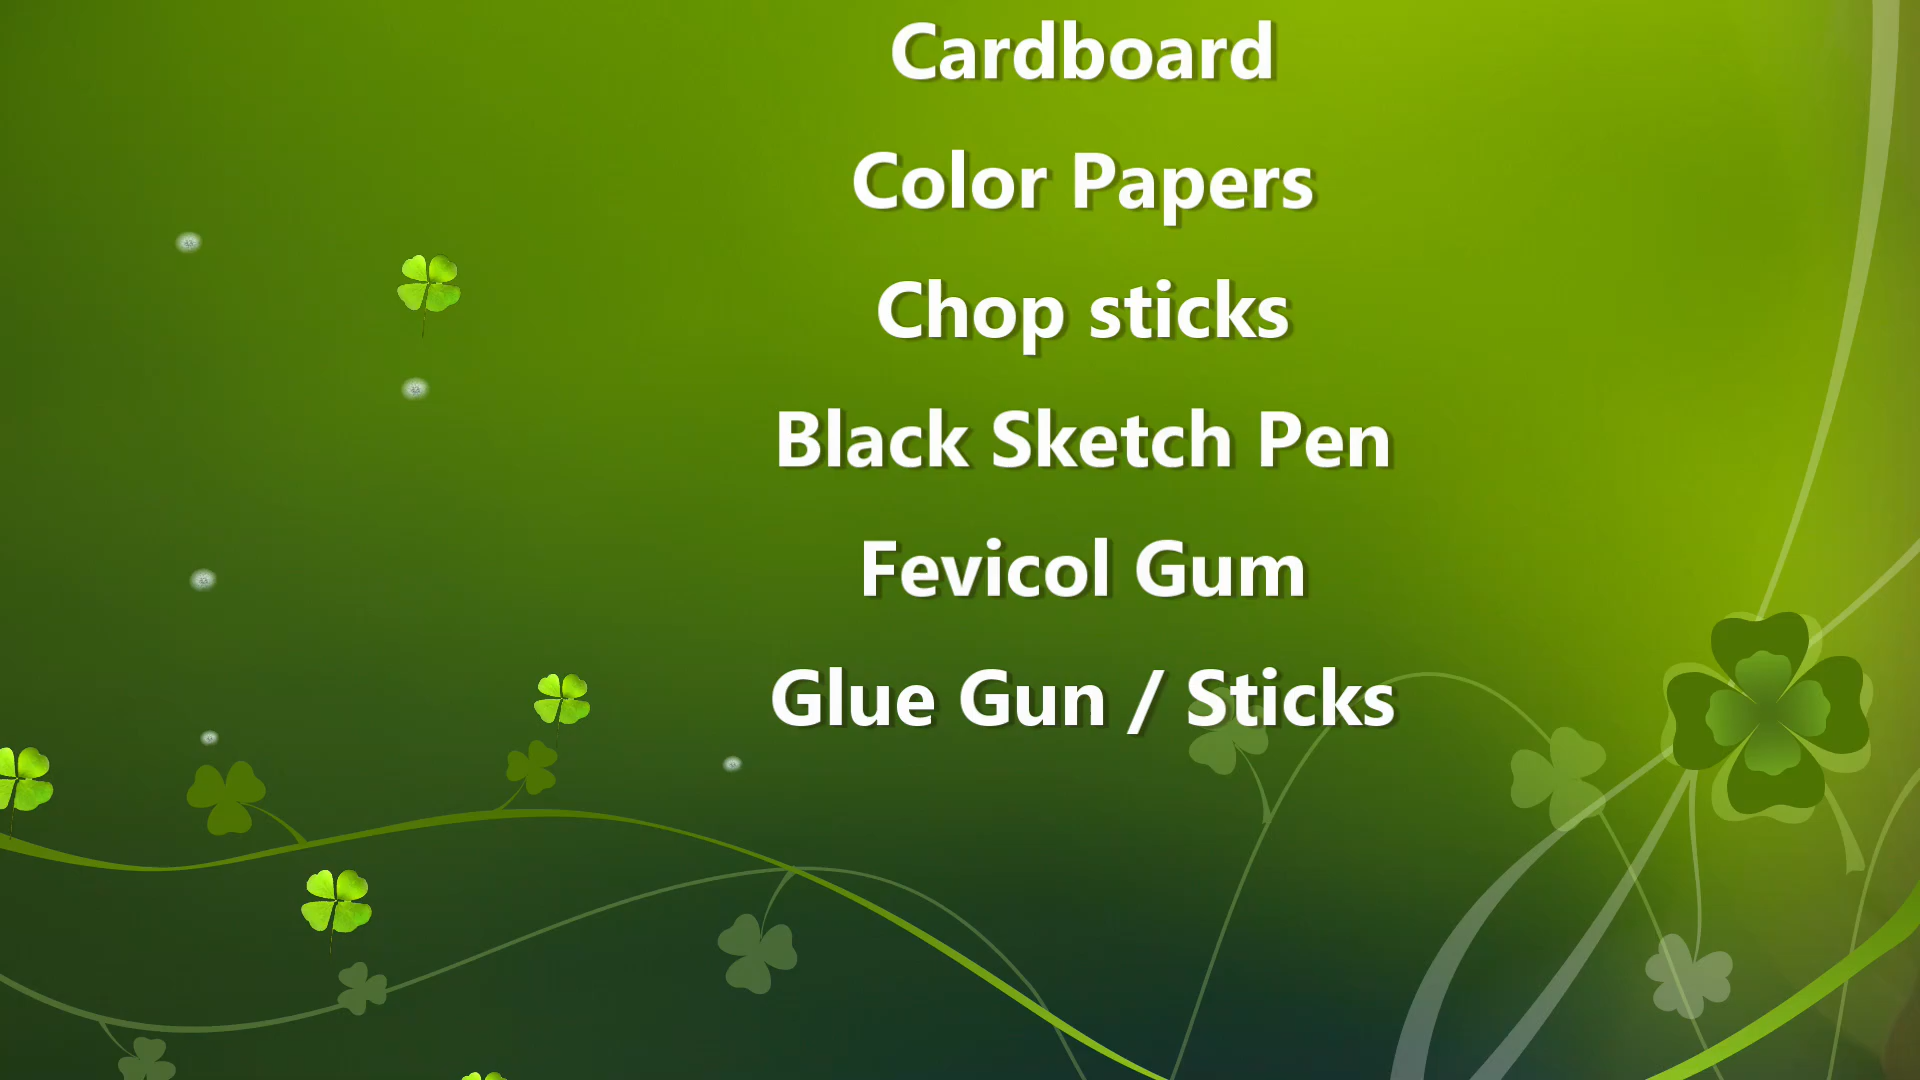 Cardboard
Color Papers
Chop sticks
Black Sketch Pen
Fevicol Gum
Glue Gun / Sticks